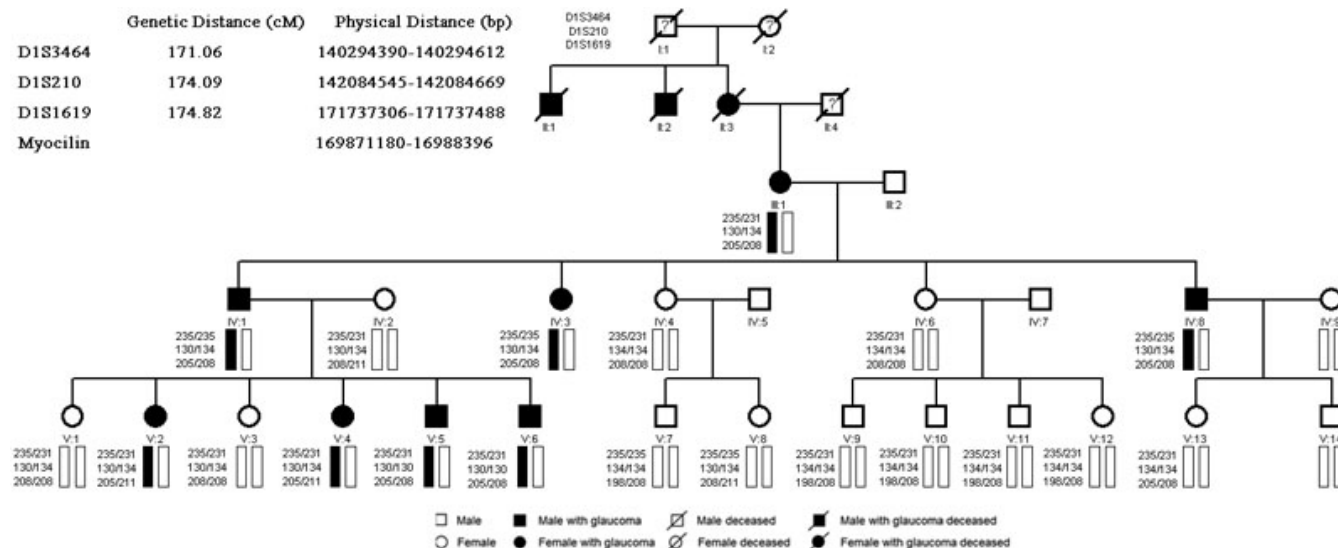 Genetic Distance (cM) Physical Distance (bp)
D1S3464 171.06 140294390-140294612
D1S210 174.09 142084545-142084669
D1S1619 174.82 171737306-171737488
Myocilin 169871180-16988396
D1S3464
D1S210
D1S1619
? ?
I:1 I:2
?
II:1 II:2 II:3 II:4
III:1 III:2
235/231
130/134
205/208
IV:1 IV:2 IV:3 IV:4 IV:5 IV:6 IV:7 IV:8 IV:9
235/235 235/231 235/235 235/231 235/231 235/235
130/134 130/134 130/134 134/134 134/134 130/134
205/208 208/211 205/208 208/208 208/208 205/208
V:1 V:2 V:3 V:4 V:5 V:6 V:7 V:8 V:9 V:10 V:11 V:12 V:13 V:14
235/231 235/231 235/231 235/231 235/231 235/231 235/235 235/235 235/231 235/231 235/231 235/231 235/231
130/134 130/134 130/134 130/134 130/130 130/130 134/134 130/134 134/134 134/134 134/134 134/134 134/134
208/208 205/211 208/208 205/211 205/208 205/208 198/208 208/211 198/208 198/208 198/208 198/208 205/208
Male Male with glaucoma Male deceased Male with glaucoma deceased
Female Female with glaucoma Female deceased Female with glaucoma deceased